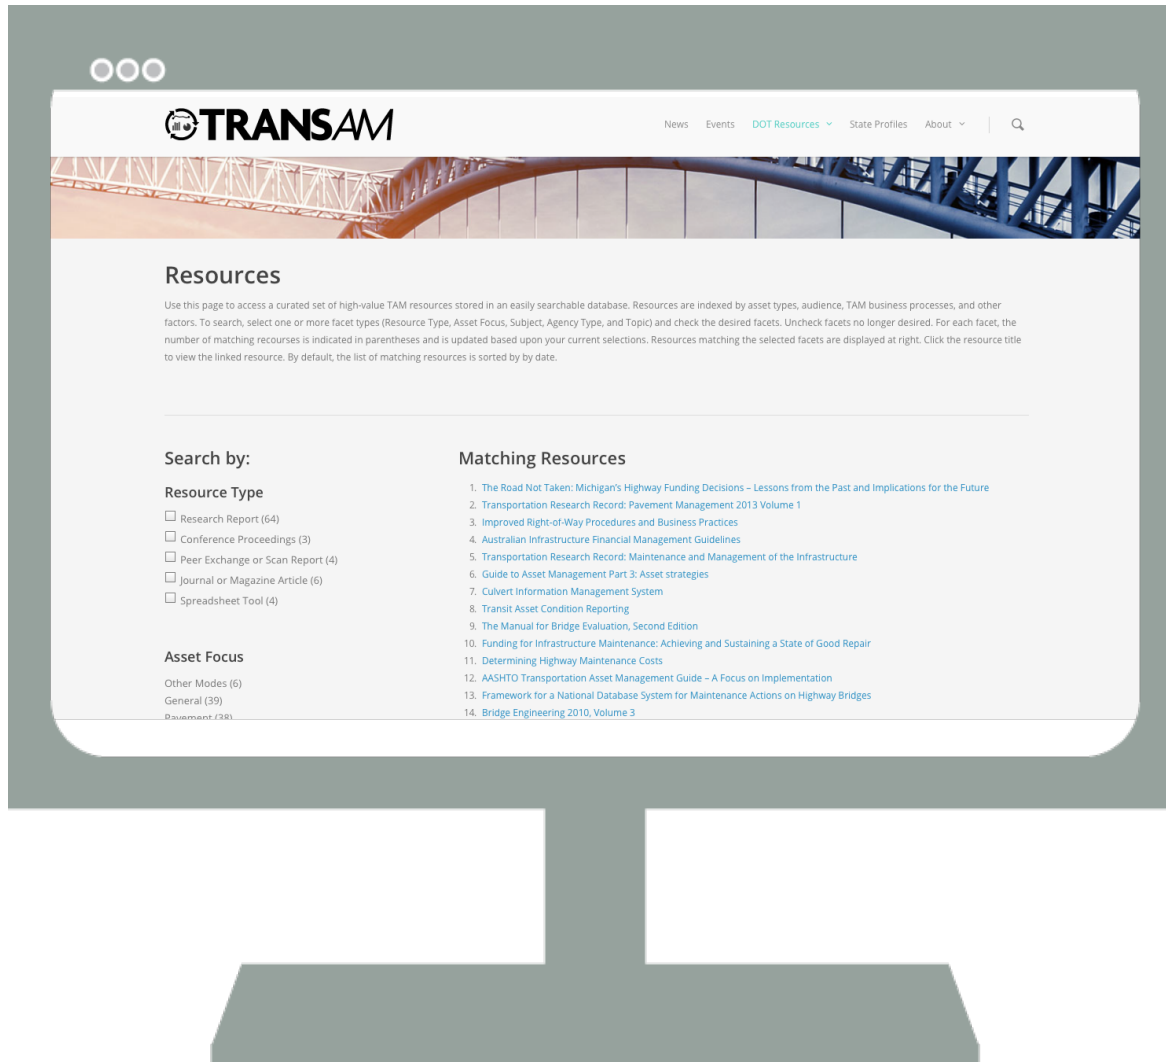 TRANSAM
News Events DOT Resources State Profiles About
Resources
Use this page to access a curated set of high-value TAM resources stored in an easily searchable database. Resources are indexed by asset types, audience, TAM business processes, and other
factors. To search, select one or more facet types (Resource Type, Asset Focus, Subject, Agency Type, and Topic) and check the desired facets. Uncheck facets no longer desired. For each facet, the
number of matching recourses is indicated in parentheses and is updated based upon your current selections. Resources matching the selected facets are displayed at right. Click the resource title
to view the linked resource. By default, the list of matching resources is sorted by by date.
Search by:
Resource Type
Research Report (64)
Conference Proceedings (3)
Peer Exchange or Scan Report (4)
Journal or Magazine Article (6)
Spreadsheet Tool (4)
Asset Focus
Other Modes (6)
General (39)
Pavement (38)
Matching Resources
1. The Road Not Taken: Michigan's Highway Funding Decisions – Lessons from the Past and Implications for the Future
2. Transportation Research Record: Pavement Management 2013 Volume 1
3. Improved Right-of-Way Procedures and Business Practices
4. Australian Infrastructure Financial Management Guidelines
5. Transportation Research Record: Maintenance and Management of the Infrastructure
6. Guide to Asset Management Part 3: Asset strategies
7. Culvert Information Management System
8. Transit Asset Condition Reporting
9. The Manual for Bridge Evaluation, Second Edition
10. Funding for Infrastructure Maintenance: Achieving and Sustaining a State of Good Repair
11. Determining Highway Maintenance Costs
12. AASHTO Transportation Asset Management Guide – A Focus on Implementation
13. Framework for a National Database System for Maintenance Actions on Highway Bridges
14. Bridge Engineering 2010, Volume 3